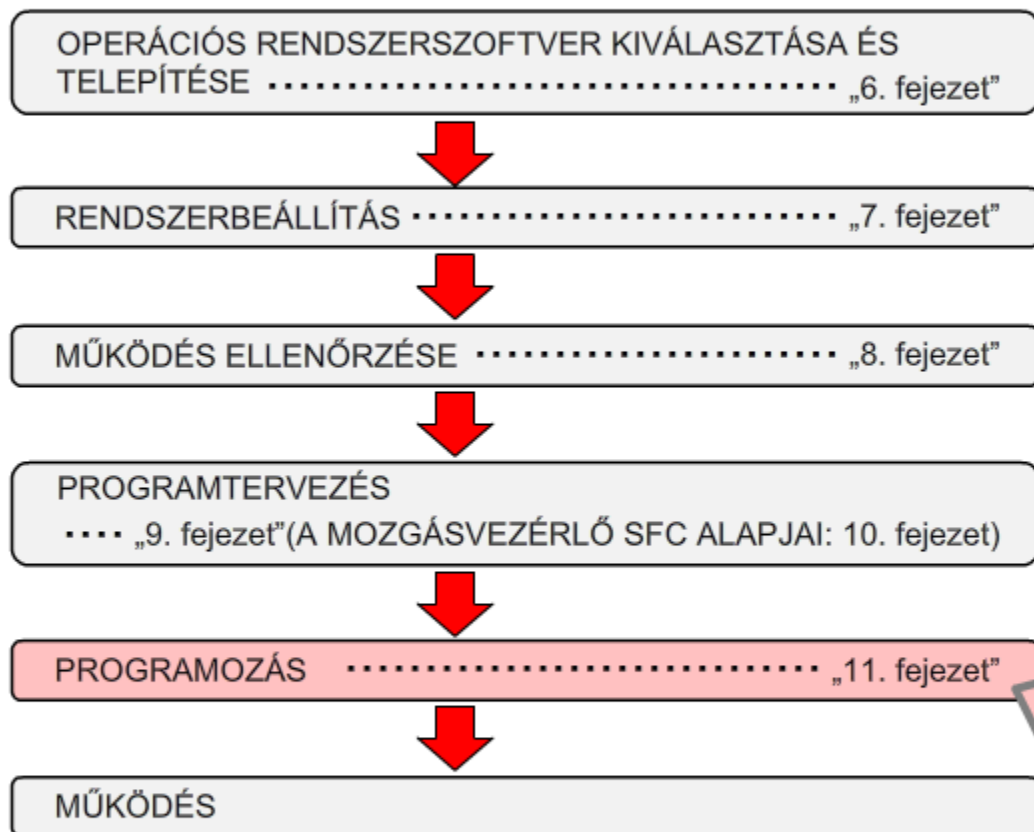 OPERÁCIÓS RENDSZERSZOFTVER KIVÁLASZTÁSA ÉS
TELEPÍTÉSE ···································· „6. fejezet”
RENDSZERBEÁLLÍTÁS ··························· „7. fejezet”
MŰKÖDÉS ELLENŐRZÉSE ······················· „8. fejezet”
PROGRAMTERVEZÉS
···· „9. fejezet”(A MOZGÁSVEZÉRLŐ SFC ALAPJAI: 10. fejezet)
PROGRAMOZÁS ······························ „11. fejezet”
MŰKÖDÉS